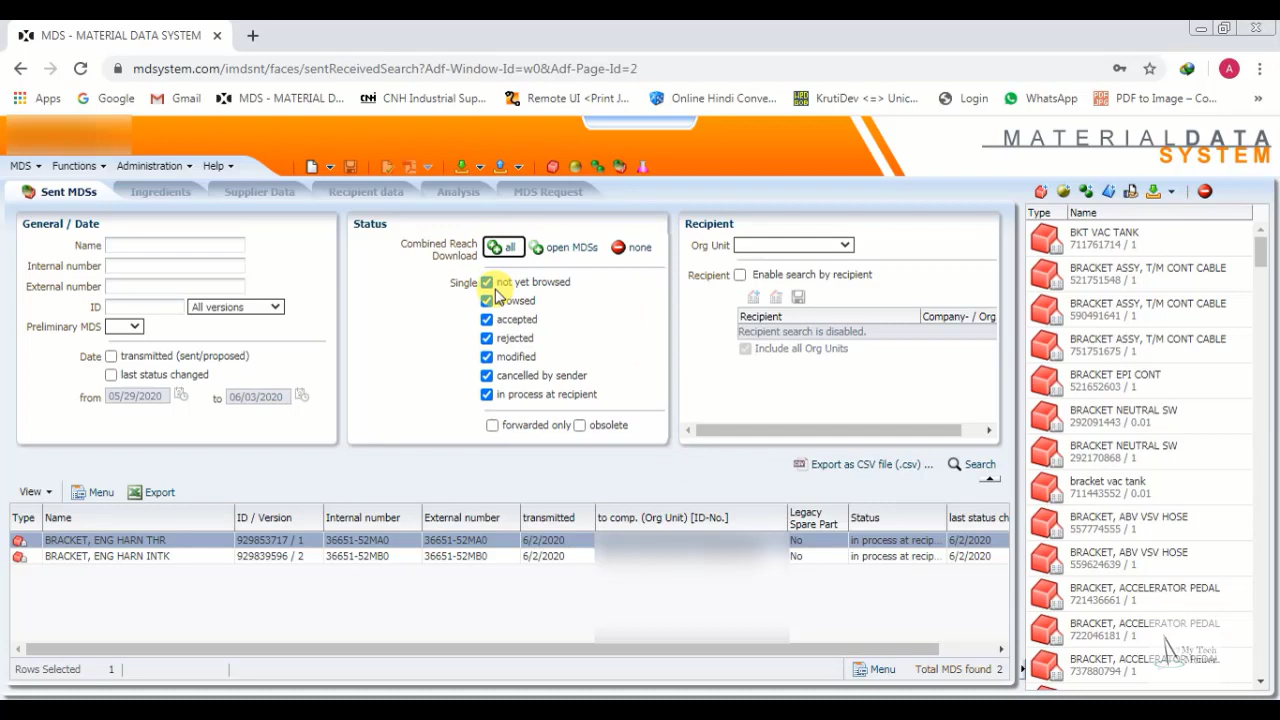 MDS - MATERIAL DATA SYSTEM
mdsystem.com/imdsnt/faces/sentReceivedSearch?Adf-Window-Id=w0&Adf-Page-Id=2
A
Apps Google Gmail MDS - MATERIAL D... CNH Industrial Sup... Remote UI <Print J... Online Hindi Conve... KrutiDev <=> Unic... Login WhatsApp PDF to Image – Co... »
MATERIALDATA
SYSTEM
MDS Functions Administration Help
Sent MDSs Ingredients Supplier Data Recipient data Analysis MDS Request
General / Date
Name
Internal number
External number
ID All versions
Preliminary MDS
Date transmitted (sent/proposed)
last status changed
from 05/29/2020 to 06/03/2020
Status
Combined Reach
Download
all open MDSs none
Single not yet browsed
browsed
accepted
rejected
modified
cancelled by sender
in process at recipient
forwarded only obsolete
Recipient
Org Unit
Recipient Enable search by recipient
Recipient Company- / Org
Recipient search is disabled.
Include all Org Units
Export as CSV file (.csv) ... Search
View Menu Export
Type Name ID / Version Internal number External number transmitted to comp. (Org Unit) [ID-No.] Legacy Spare Part Status last status ch
BRACKET, ENG HARN THR 929853717 / 1 36651-52MA0 36651-52MA0 6/2/2020 No in process at recip... 6/2/2020
BRACKET, ENG HARN INTK 929839596 / 2 36651-52MB0 36651-52MB0 6/2/2020 No in process at recip... 6/2/2020
Rows Selected 1 Menu Total MDS found 2
Type Name
BKT VAC TANK
711761714 / 1
BRACKET ASSY, T/M CONT CABLE
521751548 / 1
BRACKET ASSY, T/M CONT CABLE
590491641 / 1
BRACKET ASSY, T/M CONT CABLE
751751675 / 1
BRACKET EPI CONT
521652603 / 1
BRACKET NEUTRAL SW
292091443 / 0.01
BRACKET NEUTRAL SW
292170868 / 1
bracket vac tank
711443552 / 0.01
BRACKET, ABV VSV HOSE
557774555 / 1
BRACKET, ABV VSV HOSE
559624639 / 1
BRACKET, ACCELERATOR PEDAL
721436661 / 1
BRACKET, ACCELERATOR PEDAL
722046181 / 1
BRACKET, ACCELERATOR PEDAL
737880794 / 1
My Tech